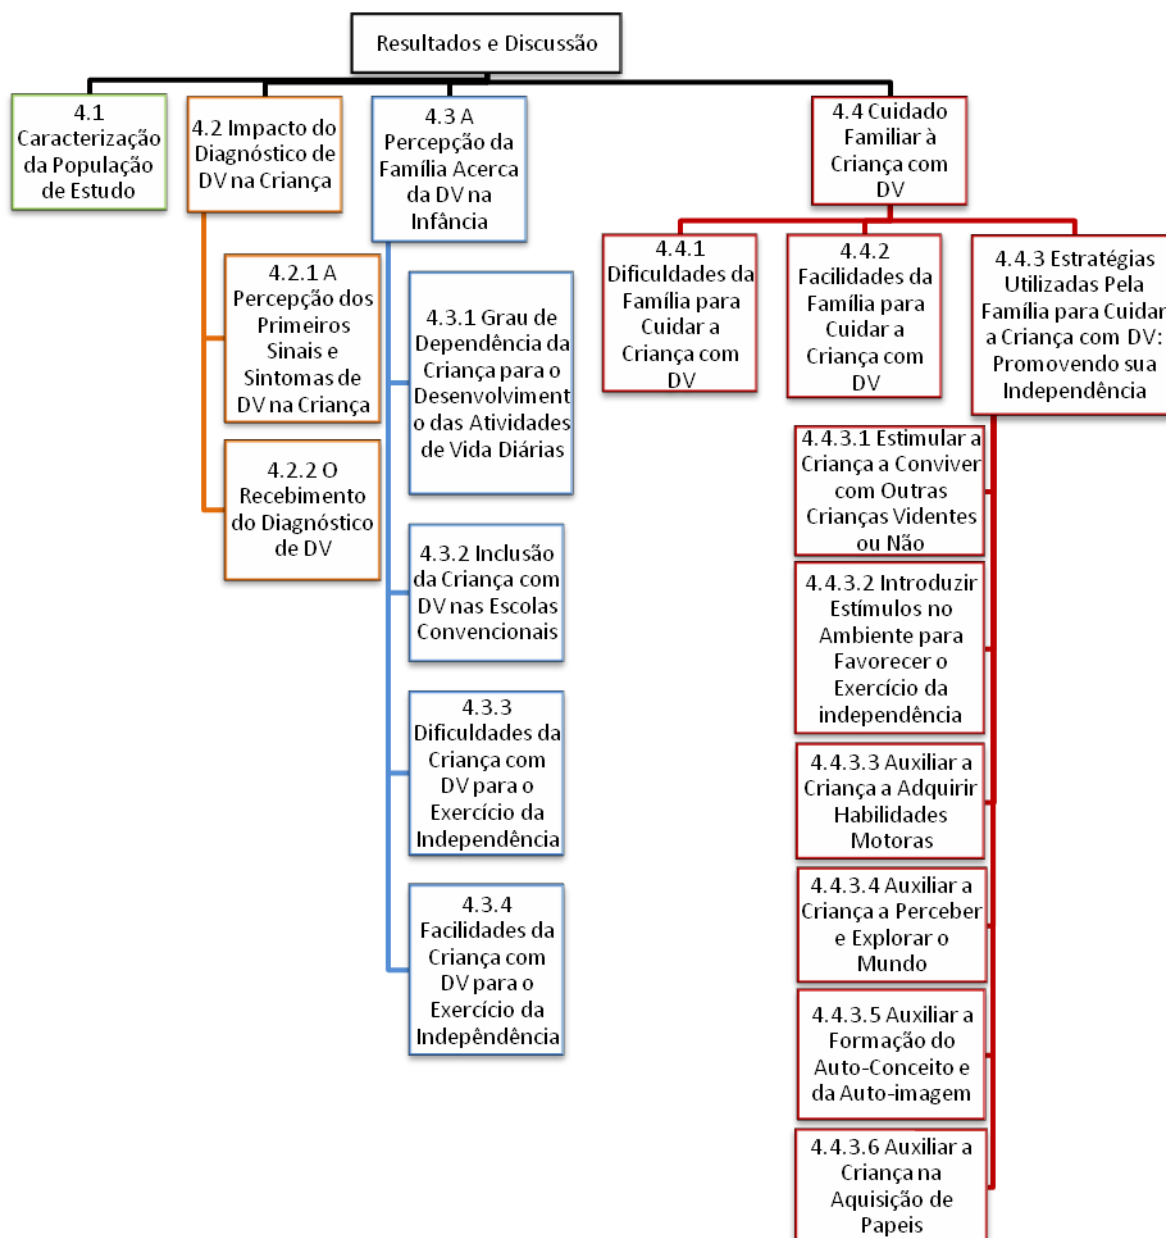 Resultados e Discussão
4.1
Caracterização
da População
de Estudo
4.2 Impacto do
Diagnóstico de
DV na Criança
4.2.1 A
Percepção dos
Primeiros
Sinais e
Sintomas de
DV na Criança
4.2.2 O
Recebimento
do Diagnóstico
de DV
4.3 A
Percepção da
Família Acerca
da DV na
Infância
4.3.1 Grau de
Dependência da
Criança para o
Desenvolviment
o das Atividades
de Vida Diárias
4.3.2 Inclusão
da Criança com
DV nas Escolas
Convencionais
4.3.3
Dificuldades da
Criança com
DV para o
Exercício da
Independência
4.3.4
Facilidades da
Criança com
DV para o
Exercício da
Indepêndência
4.4 Cuidado
Familiar à
Criança com
DV
4.4.1
Dificuldades da
Família para
Cuidar a
Criança com
DV
4.4.2
Facilidades da
Família para
Cuidar a
Criança com
DV
4.4.3 Estratégias
Utilizadas Pela
Família para Cuidar
a Criança com DV:
Promovendo sua
Independência
4.4.3.1 Estimular a
Criança a Conviver
com Outras
Crianças Videntes
ou Não
4.4.3.2 Introduzir
Estímulos no
Ambiente para
Favorecer o
Exercício da
independência
4.4.3.3 Auxiliar a
Criança a Adquirir
Habilidades
Motoras
4.4.3.4 Auxiliar a
Criança a Perceber
e Explorar o
Mundo
4.4.3.5 Auxiliar a
Formação do
Auto-Conceito e
da Auto-imagem
4.4.3.6 Auxiliar a
Criança na
Aquisição de
Papeis